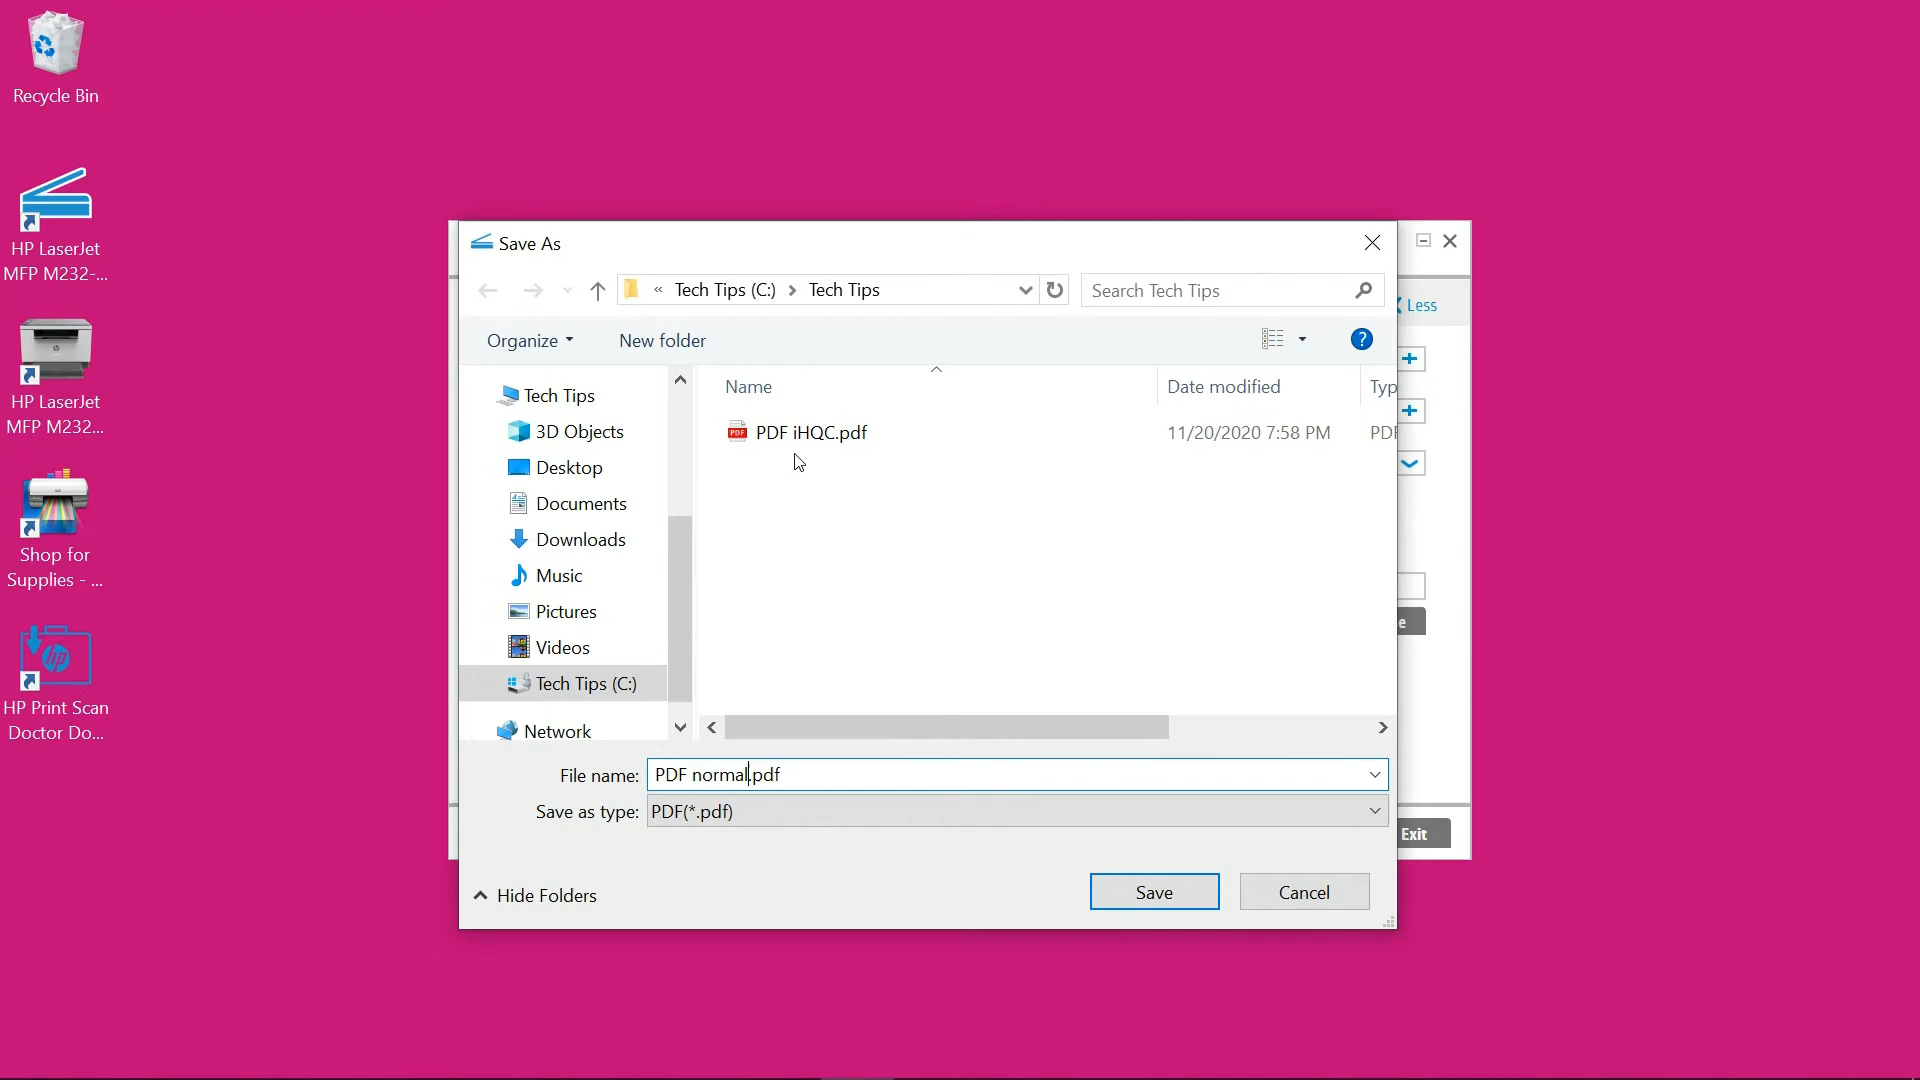 Recycle Bin
HP LaserJet
MFP M232-...
HP LaserJet
MFP M232...
Shop for
Supplies - ...
hp
HP Print Scan
Doctor Do...
Save As
« Tech Tips (C:) > Tech Tips
Search Tech Tips
Less
Organize
New folder
?
Tech Tips
3D Objects
Desktop
Documents
Downloads
Music
Pictures
Videos
Tech Tips (C:)
Network
Name
Date modified
Typ
PDF
PDF iHQC.pdf
11/20/2020 7:58 PM
PDF
e
File name:
PDF normal.pdf
Save as type:
PDF(*.pdf)
Exit
Hide Folders
Save
Cancel